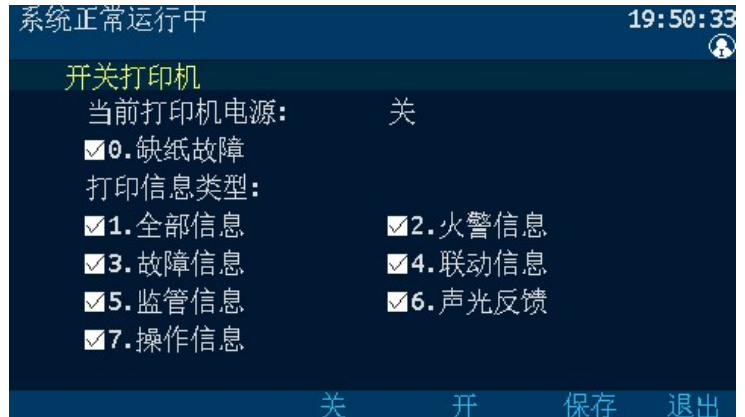 系统正常运行中 19:50:33
开关打印机
当前打印机电源: 关
0.缺纸故障
打印信息类型:
1.全部信息 2.火警信息
3.故障信息 4.联动信息
5.监管信息 6.声光反馈
7.操作信息
关 开 保存 退出